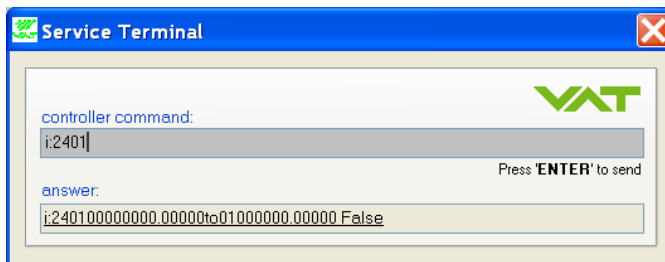 Service Terminal
VAT
controller command:
i:2401
Press 'ENTER' to send
answer:
i:240100000000.00000to01000000.00000 False